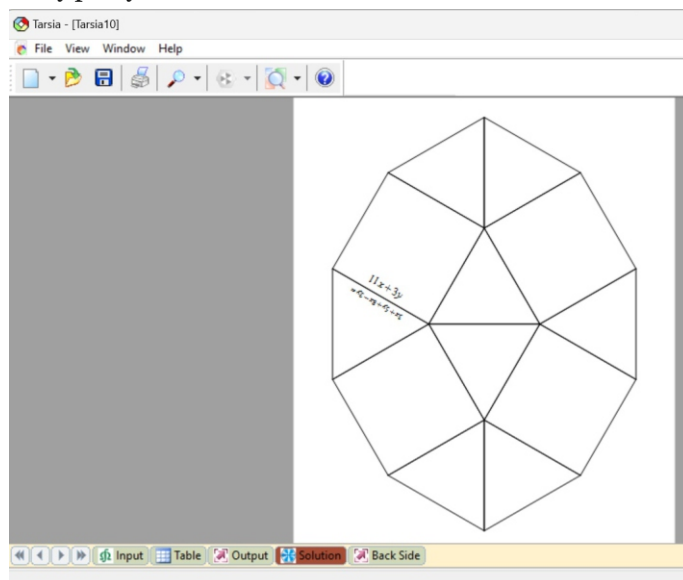 Tarsia - [Tarsia10]
File View Window Help
11x+3y
Input Table Output Solution Back Side